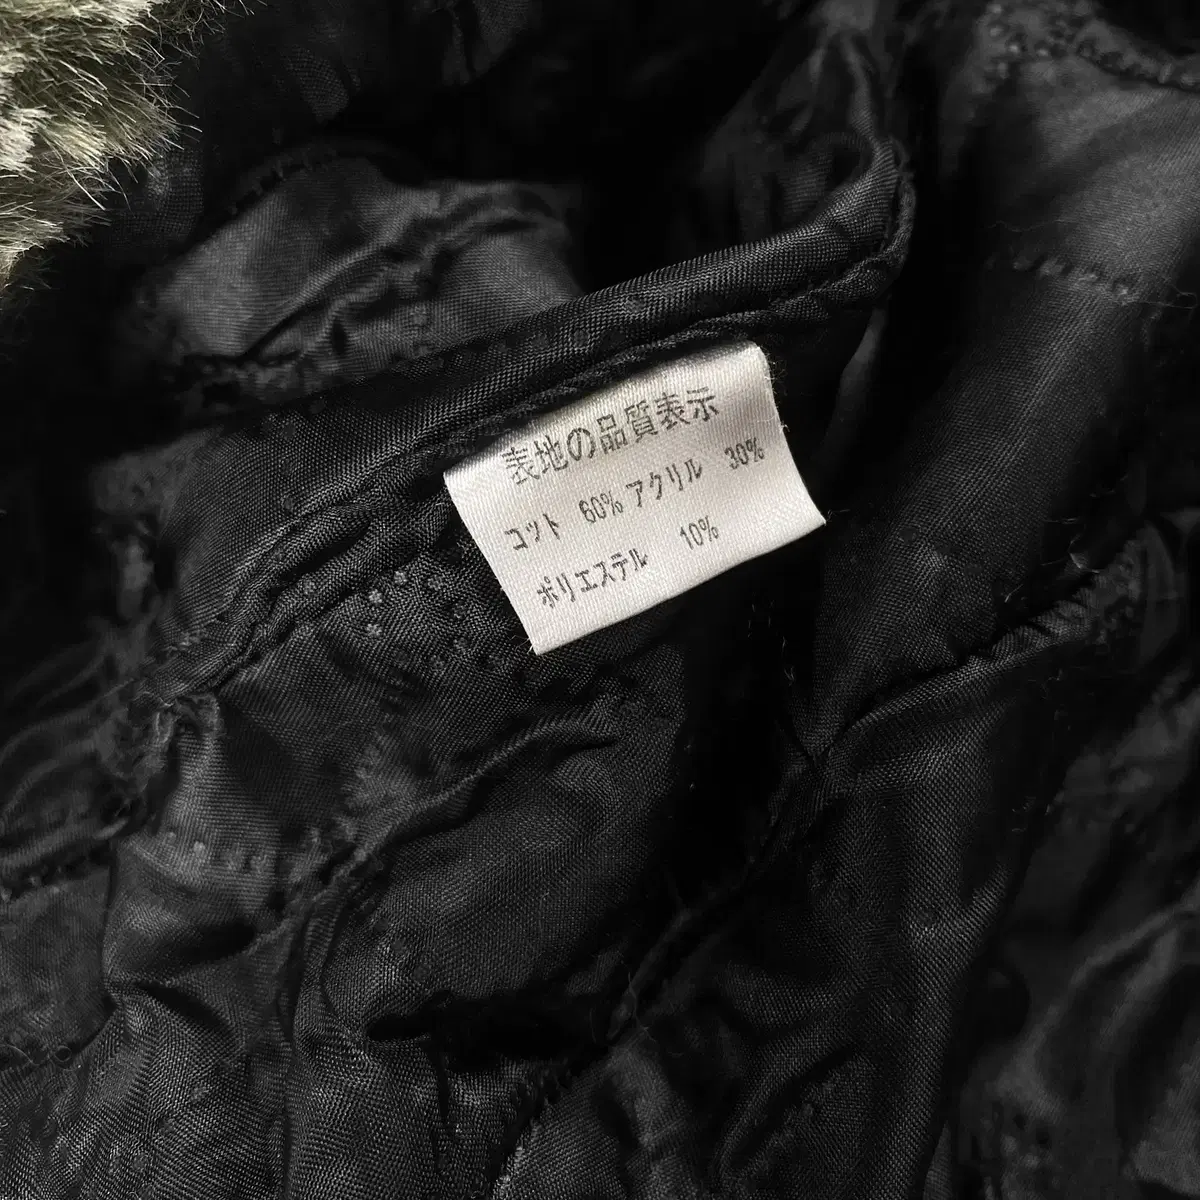 表地の品質表示
コット 60% アクリル 30%
ポリエステル 10%